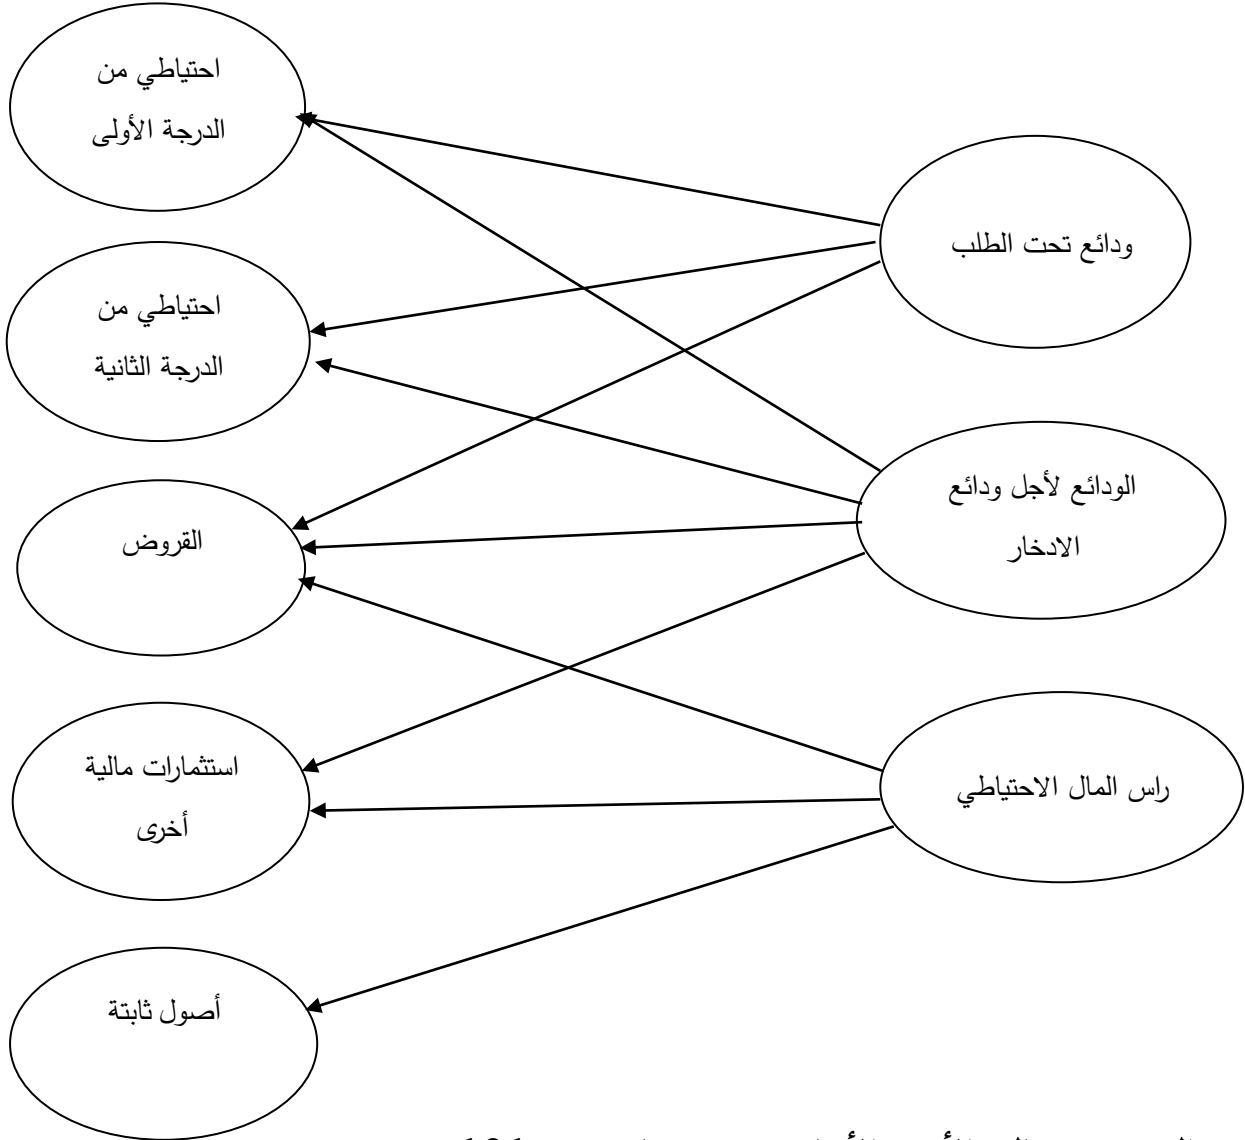 احتياطي من
الدرجة الأولى
ودائع تحت الطلب
احتياطي من
الدرجة الثانية
الودائع لأجل ودائع
الادخار
القروض
راس المال الاحتياطي
استثمارات مالية
أخرى
أصول ثابتة